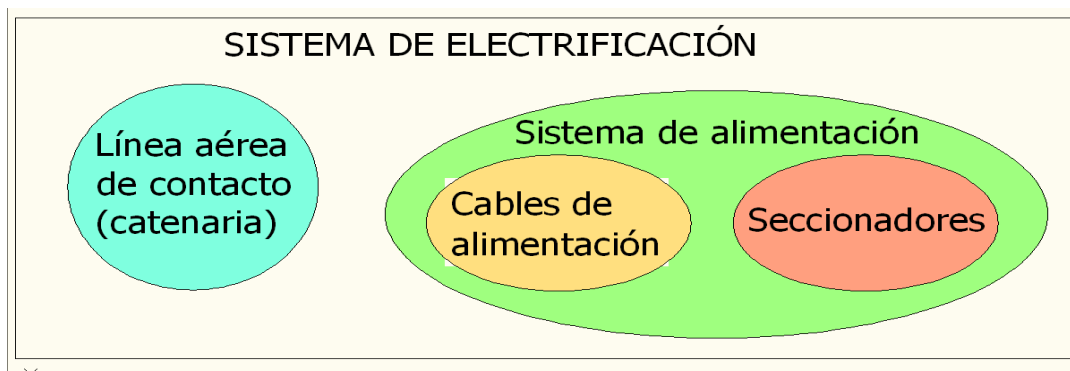 SISTEMA DE ELECTRIFICACIÓN
Línea aérea
de contacto
(catenaria)
Sistema de alimentación
Cables de
alimentación
Seccionadores